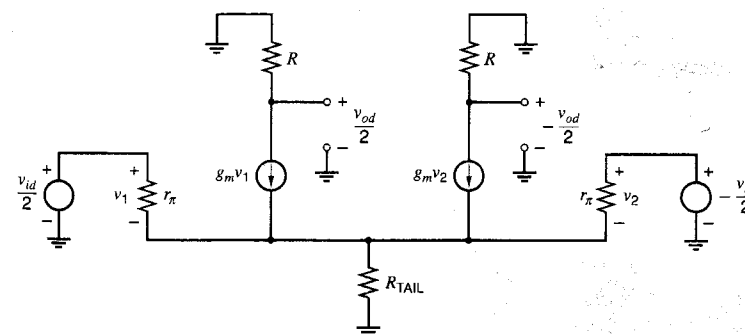 R
R
+
v_od/2
−
+
− v_od/2
−
v_id/2
+
−
+
v_1
−
r_π
g_m v_1
g_m v_2
r_π
+
v_2
−
+
−
R_TAIL